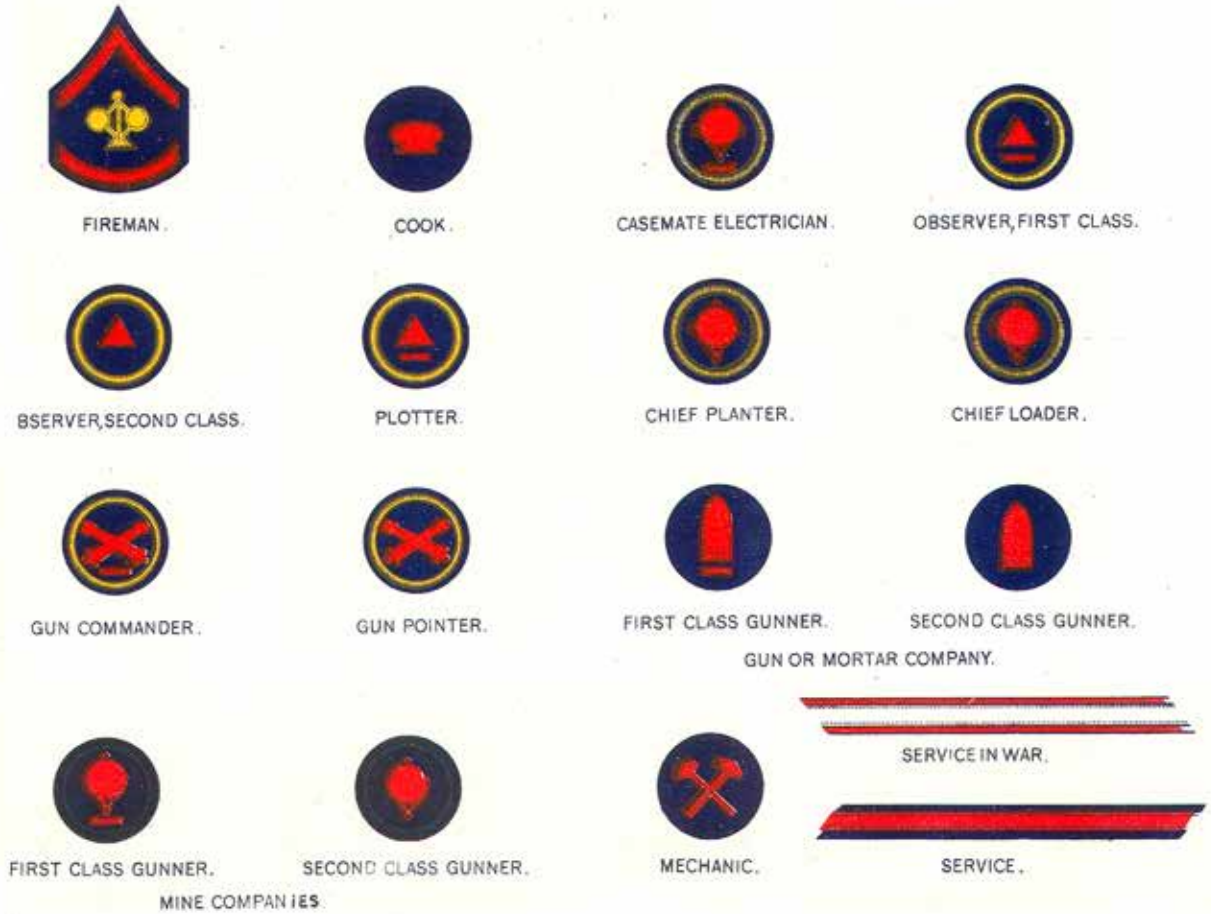 FIREMAN.
COOK.
CASEMATE ELECTRICIAN.
OBSERVER, FIRST CLASS.
BSERVER, SECOND CLASS.
PLOTTER.
CHIEF PLANTER.
CHIEF LOADER.
GUN COMMANDER.
GUN POINTER.
FIRST CLASS GUNNER.
SECOND CLASS GUNNER.
GUN OR MORTAR COMPANY.
SERVICE IN WAR.
FIRST CLASS GUNNER.
SECOND CLASS GUNNER.
MECHANIC.
SERVICE.
MINE COMPANIES